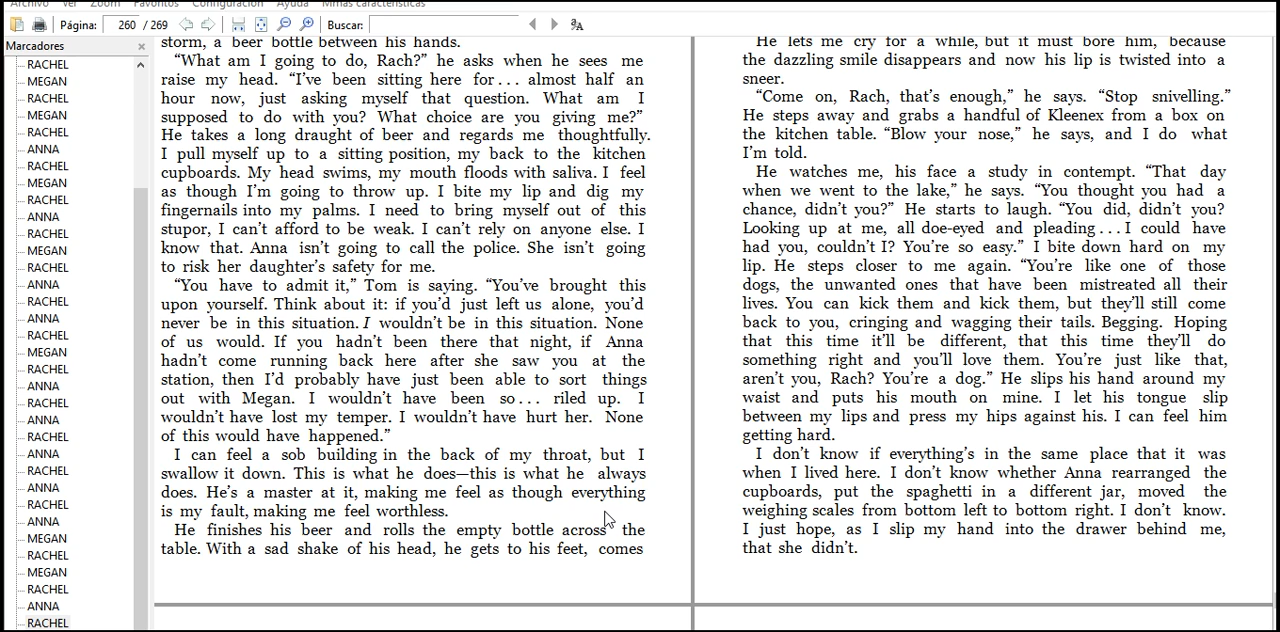 Archivo Ver Zoom Favoritos Configuración Ayuda Minhas características
Página: 260 / 269 Buscar:
Marcadores
RACHEL
MEGAN
RACHEL
MEGAN
RACHEL
ANNA
RACHEL
MEGAN
RACHEL
ANNA
RACHEL
MEGAN
RACHEL
ANNA
RACHEL
ANNA
RACHEL
MEGAN
RACHEL
ANNA
RACHEL
ANNA
RACHEL
ANNA
RACHEL
ANNA
RACHEL
ANNA
MEGAN
RACHEL
MEGAN
RACHEL
ANNA
RACHEL
storm, a beer bottle between his hands.
“What am I going to do, Rach?” he asks when he sees me
raise my head. “I’ve been sitting here for... almost half an
hour now, just asking myself that question. What am I
supposed to do with you? What choice are you giving me?”
He takes a long draught of beer and regards me thoughtfully.
I pull myself up to a sitting position, my back to the kitchen
cupboards. My head swims, my mouth floods with saliva. I feel
as though I’m going to throw up. I bite my lip and dig my
fingernails into my palms. I need to bring myself out of this
stupor, I can’t afford to be weak. I can’t rely on anyone else. I
know that. Anna isn’t going to call the police. She isn’t going
to risk her daughter’s safety for me.
“You have to admit it,” Tom is saying. “You’ve brought this
upon yourself. Think about it: if you’d just left us alone, you’d
never be in this situation. I wouldn’t be in this situation. None
of us would. If you hadn’t been there that night, if Anna
hadn’t come running back here after she saw you at the
station, then I’d probably have just been able to sort things
out with Megan. I wouldn’t have been so... riled up. I
wouldn’t have lost my temper. I wouldn’t have hurt her. None
of this would have happened.”
I can feel a sob building in the back of my throat, but I
swallow it down. This is what he does—this is what he always
does. He’s a master at it, making me feel as though everything
is my fault, making me feel worthless.
He finishes his beer and rolls the empty bottle across the
table. With a sad shake of his head, he gets to his feet, comes
He lets me cry for a while, but it must bore him, because
the dazzling smile disappears and now his lip is twisted into a
sneer.
“Come on, Rach, that’s enough,” he says. “Stop snivelling.”
He steps away and grabs a handful of Kleenex from a box on
the kitchen table. “Blow your nose,” he says, and I do what
I’m told.
He watches me, his face a study in contempt. “That day
when we went to the lake,” he says. “You thought you had a
chance, didn’t you?” He starts to laugh. “You did, didn’t you?
Looking up at me, all doe-eyed and pleading...I could have
had you, couldn’t I? You’re so easy.” I bite down hard on my
lip. He steps closer to me again. “You’re like one of those
dogs, the unwanted ones that have been mistreated all their
lives. You can kick them and kick them, but they’ll still come
back to you, cringing and wagging their tails. Begging. Hoping
that this time it’ll be different, that this time they’ll do
something right and you’ll love them. You’re just like that,
aren’t you, Rach? You’re a dog.” He slips his hand around my
waist and puts his mouth on mine. I let his tongue slip
between my lips and press my hips against his. I can feel him
getting hard.
I don’t know if everything’s in the same place that it was
when I lived here. I don’t know whether Anna rearranged the
cupboards, put the spaghetti in a different jar, moved the
weighing scales from bottom left to bottom right. I don’t know.
I just hope, as I slip my hand into the drawer behind me,
that she didn’t.